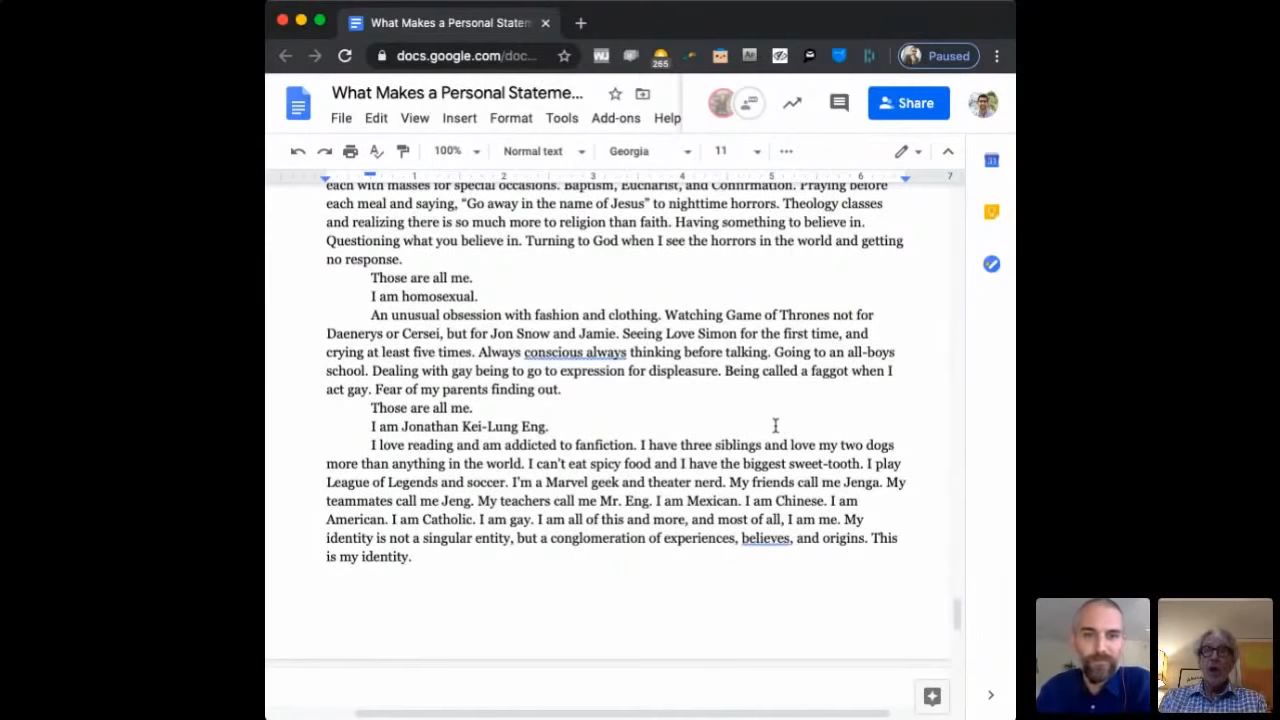 What Makes a Personal Statem
docs.google.com/doc...
265
Paused
What Makes a Personal Stateme...
Share
File Edit View Insert Format Tools Add-ons Help
100% Normal text Georgia 11
1 2 3 4 5 6 7
31
each with masses for special occasions. Baptism, Eucharist, and Confirmation. Praying before
each meal and saying, “Go away in the name of Jesus” to nighttime horrors. Theology classes
and realizing there is so much more to religion than faith. Having something to believe in.
Questioning what you believe in. Turning to God when I see the horrors in the world and getting
no response.
Those are all me.
I am homosexual.
An unusual obsession with fashion and clothing. Watching Game of Thrones not for
Daenerys or Cersei, but for Jon Snow and Jamie. Seeing Love Simon for the first time, and
crying at least five times. Always conscious always thinking before talking. Going to an all-boys
school. Dealing with gay being to go to expression for displeasure. Being called a faggot when I
act gay. Fear of my parents finding out.
Those are all me.
I am Jonathan Kei-Lung Eng.
I love reading and am addicted to fanfiction. I have three siblings and love my two dogs
more than anything in the world. I can’t eat spicy food and I have the biggest sweet-tooth. I play
League of Legends and soccer. I’m a Marvel geek and theater nerd. My friends call me Jenga. My
teammates call me Jeng. My teachers call me Mr. Eng. I am Mexican. I am Chinese. I am
American. I am Catholic. I am gay. I am all of this and more, and most of all, I am me. My
identity is not a singular entity, but a conglomeration of experiences, believes, and origins. This
is my identity.